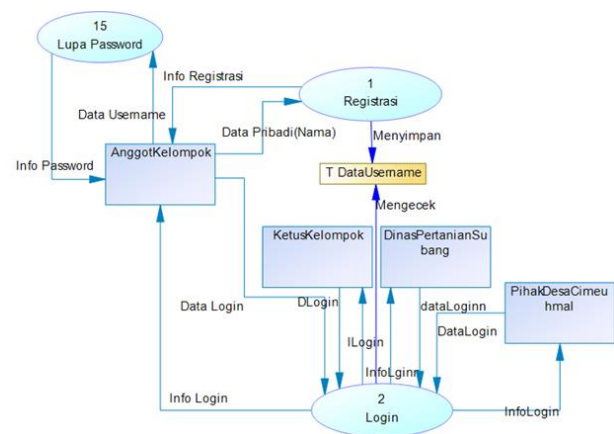 15
Lupa Password
Info Registrasi
1
Registrasi
Data Username
Data Pribadi(Nama)
Menyimpan
AnggotKelompok
Info Password
T DataUsername
Mengecek
KetusKelompok
DinasPertanianSu
bang
PihakDesaCimeu
hmal
Data Login
DLogin
dataLoginn
DataLogin
ILogin
InfoLginn
Info Login
2
Login
InfoLogin